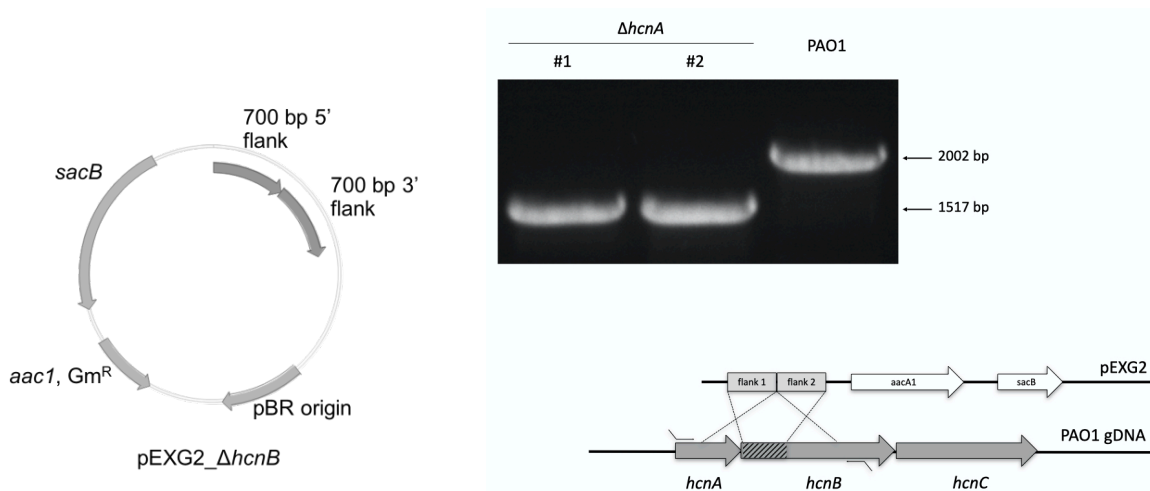 700 bp 5’
flank
700 bp 3’
flank
sacB
aac1, GmR
pBR origin
pEXG2_ΔhcnB
ΔhcnA
#1
#2
PAO1
2002 bp
1517 bp
pEXG2
flank 1
flank 2
aacA1
sacB
PAO1 gDNA
hcnA
hcnB
hcnC